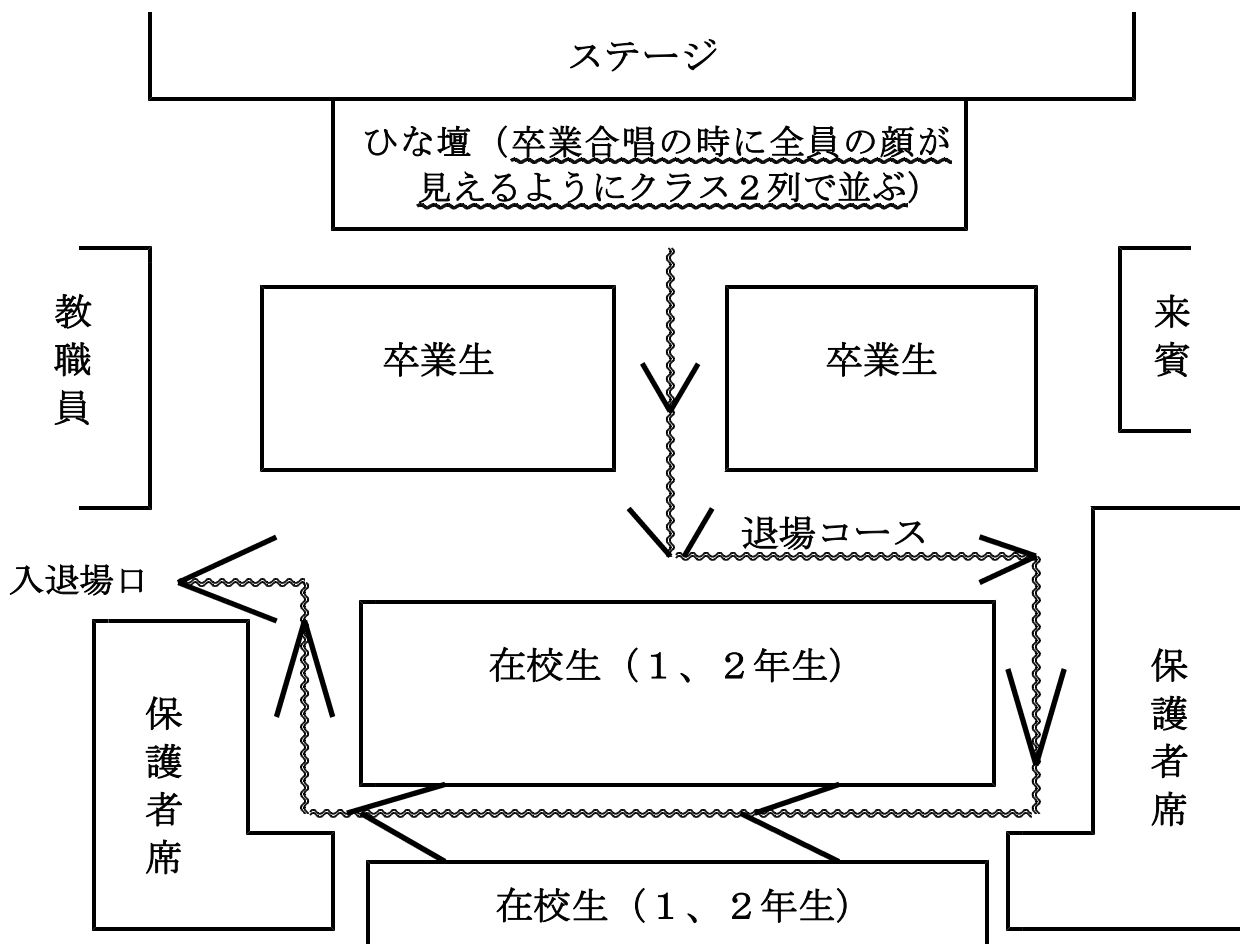 ステージ
ひな壇（卒業合唱の時に全員の顔が
見えるようにクラス２列で並ぶ）
教職員
卒業生
卒業生
来賓
退場コース
入退場口
在校生（１、２年生）
保護者席
保護者席
在校生（１、２年生）